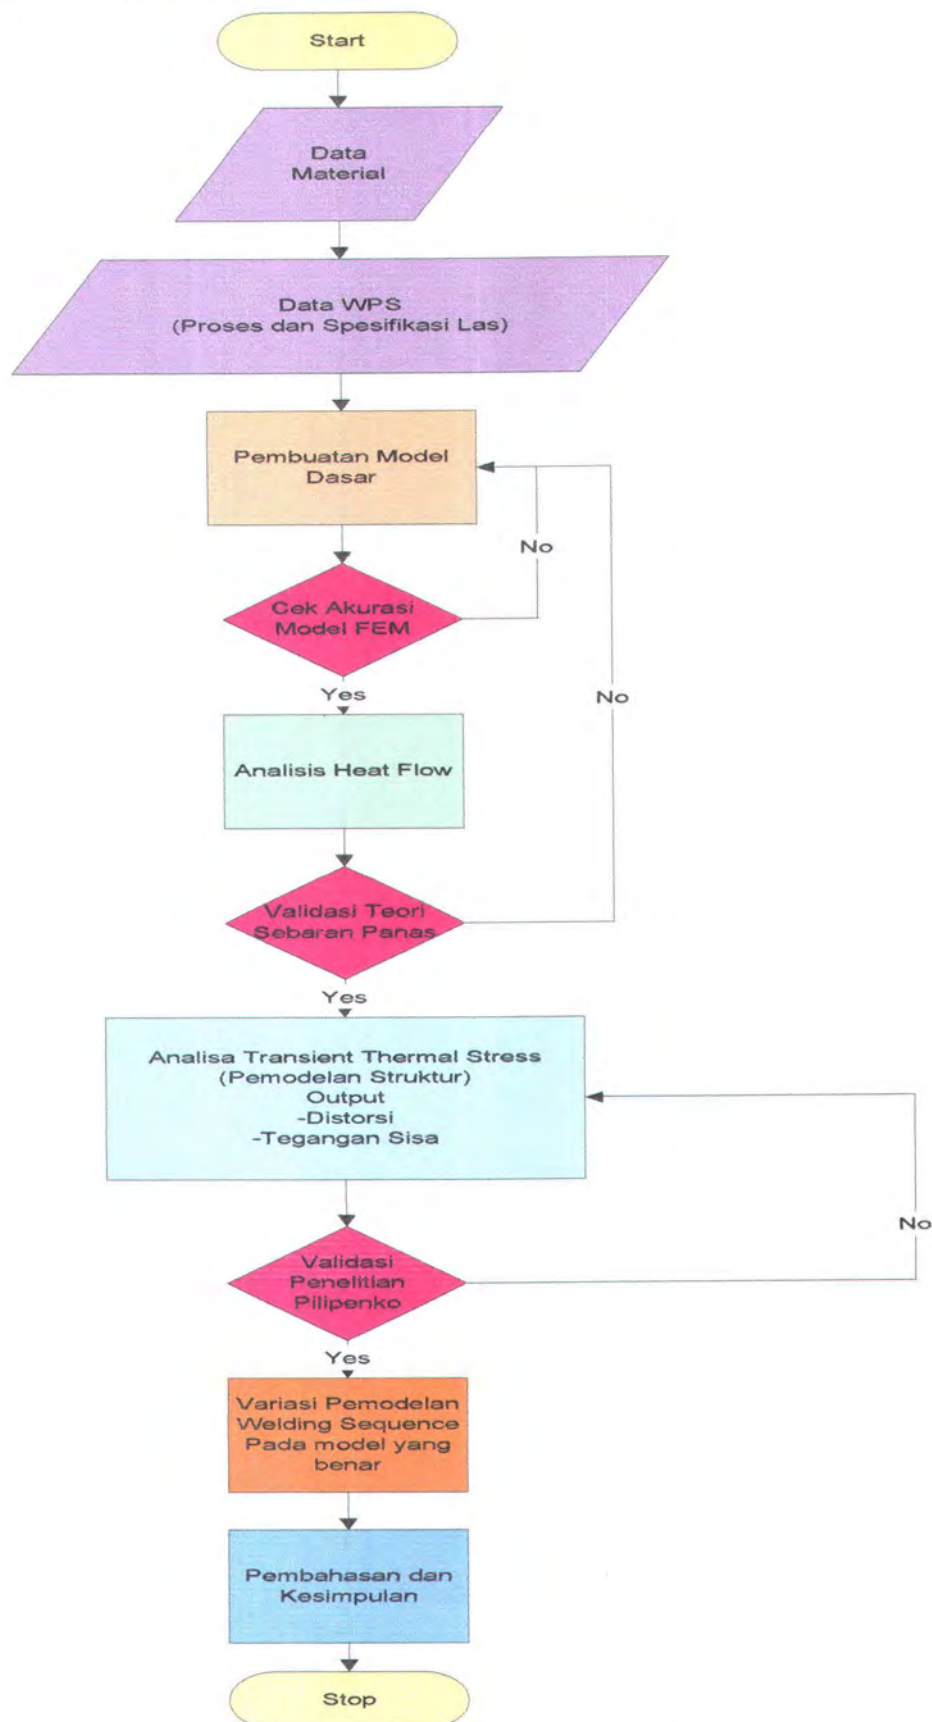 Start
Data
Material
Data WPS
(Proses dan Spesifikasi Las)
Pembuatan Model
Dasar
No
Cek Akurasi
Model FEM
Yes
No
Analisis Heat Flow
Validasi Teori
Sebaran Panas
Yes
Analisa Transient Thermal Stress
(Pemodelan Struktur)
Output
-Distorsi
-Tegangan Sisa
No
Validasi
Penelitian
Pilipenko
Yes
Variasi Pemodelan
Welding Sequence
Pada model yang
benar
Pembahasan dan
Kesimpulan
Stop